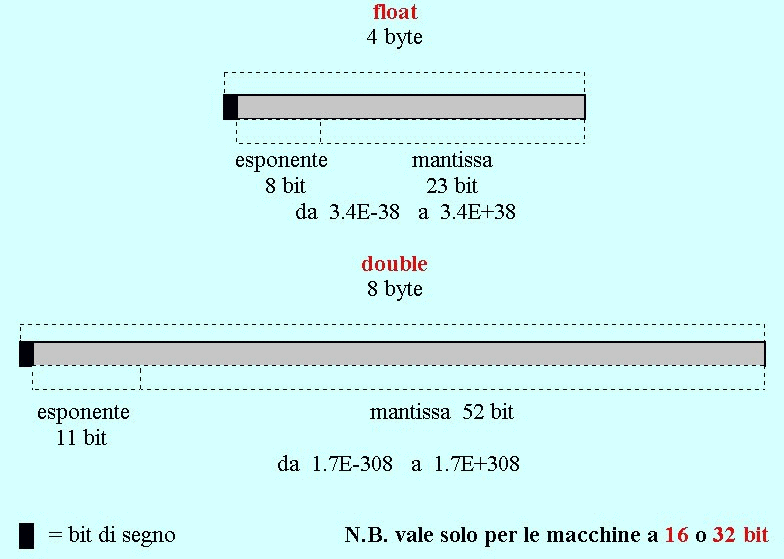 float
4 byte
esponente mantissa
8 bit 23 bit
da 3.4E-38 a 3.4E+38
double
8 byte
esponente mantissa 52 bit
11 bit
da 1.7E-308 a 1.7E+308
= bit di segno N.B. vale solo per le macchine a 16 o 32 bit